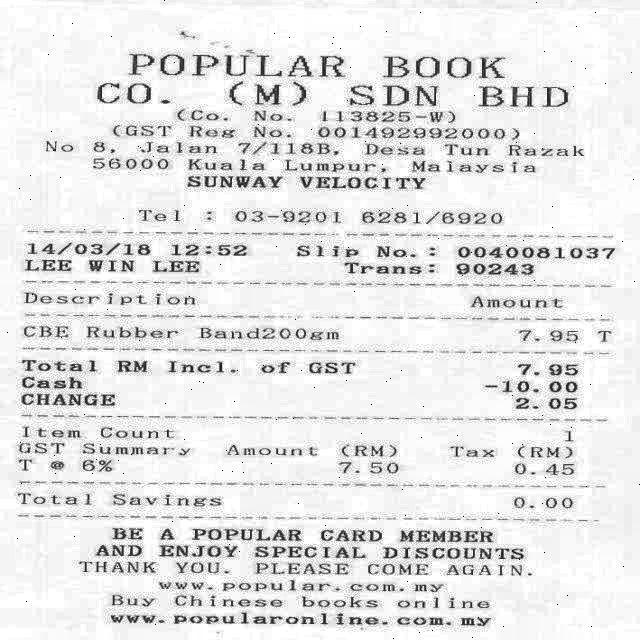 POPULAR BOOK
CO. (M) SDN BHD
(Co. No. 113825-W)
(GST Reg No. 001492992000)
No 8, Jalan 7/118B, Desa Tun Razak
56000 Kuala Lumpur, Malaysia
SUNWAY VELOCITY
Tel : 03-9201 6281/6920
14/03/18 12:52 Slip No.: 0040081037
LEE WIN LEE Trans: 90243
Description Amount
CBE Rubber Band200gm 7.95 T
Total RM Incl. of GST 7.95
Cash -10.00
CHANGE 2.05
Item Count 1
GST Summary Amount (RM) Tax (RM)
T @ 6% 7.50 0.45
Total Savings 0.00
BE A POPULAR CARD MEMBER
AND ENJOY SPECIAL DISCOUNTS
THANK YOU. PLEASE COME AGAIN.
www.popular.com.my
Buy Chinese books online
www.popularonline.com.my